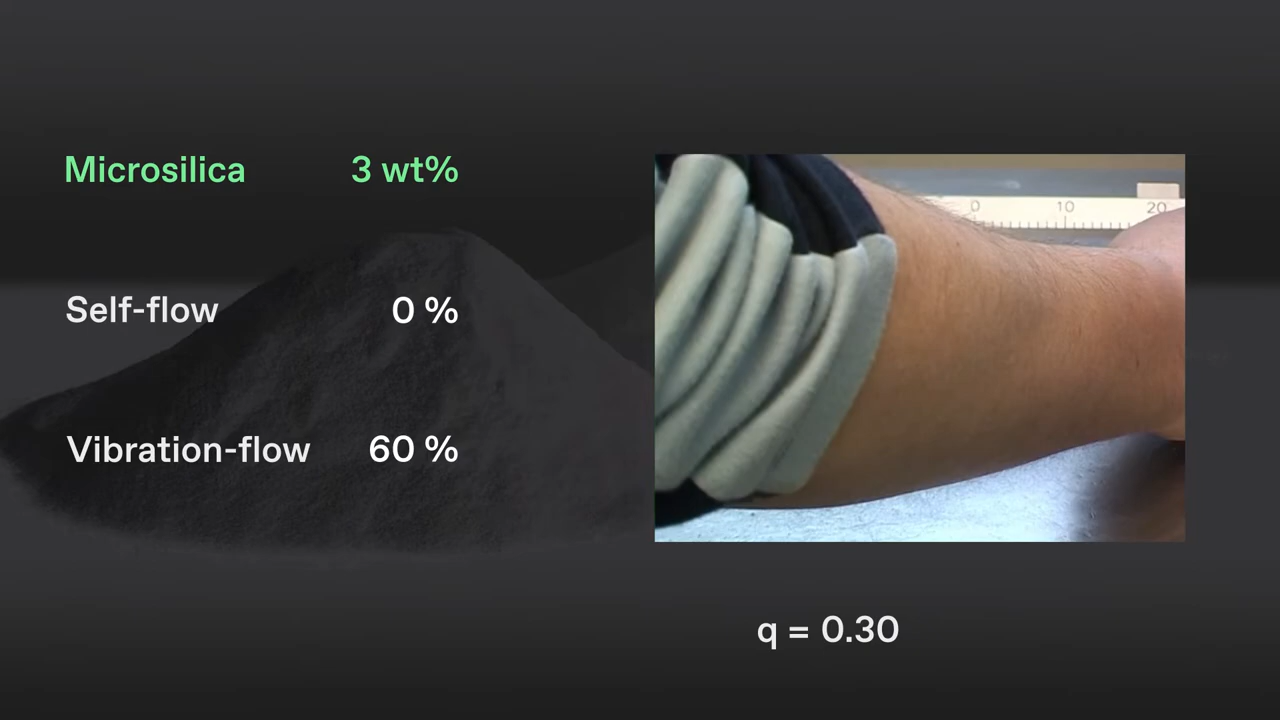 Microsilica 3 wt%
0 10 20
Self-flow 0 %
Vibration-flow 60 %
q = 0.30